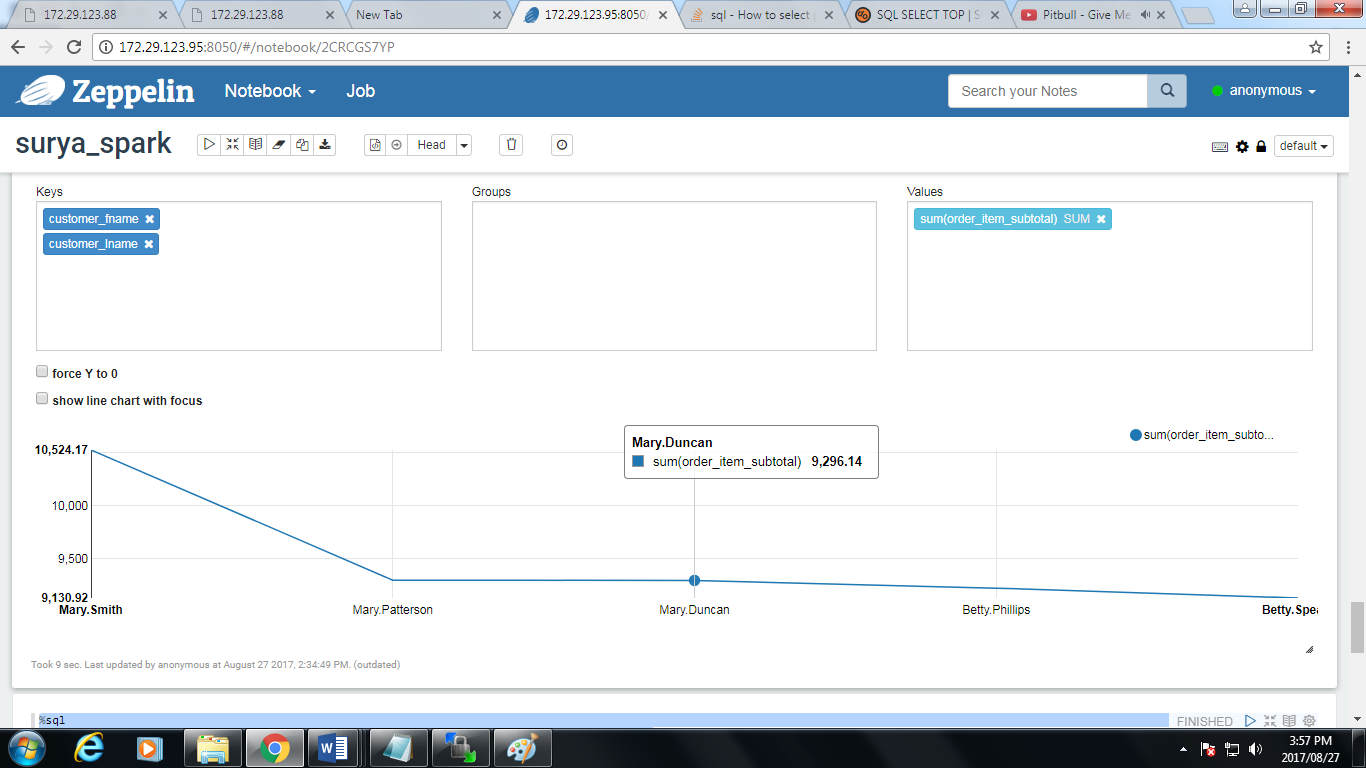 172.29.123.88
172.29.123.88
New Tab
172.29.123.95:8050/
sql - How to select
SQL SELECT TOP | S
Pitbull - Give Me
172.29.123.95:8050/#/notebook/2CRCGS7YP
Zeppelin Notebook Job Search your Notes anonymous
surya_spark Head default
Keys Groups Values
customer_fname sum(order_item_subtotal) SUM
customer_lname
force Y to 0
show line chart with focus
sum(order_item_subto...
Mary.Duncan
sum(order_item_subtotal) 9,296.14
10,524.17
10,000
9,500
9,130.92
Mary.Smith Mary.Patterson Mary.Duncan Betty.Phillips Betty.Spea
Took 9 sec. Last updated by anonymous at August 27 2017, 2:34:49 PM. (outdated)
%sql FINISHED
3:57 PM
2017/08/27